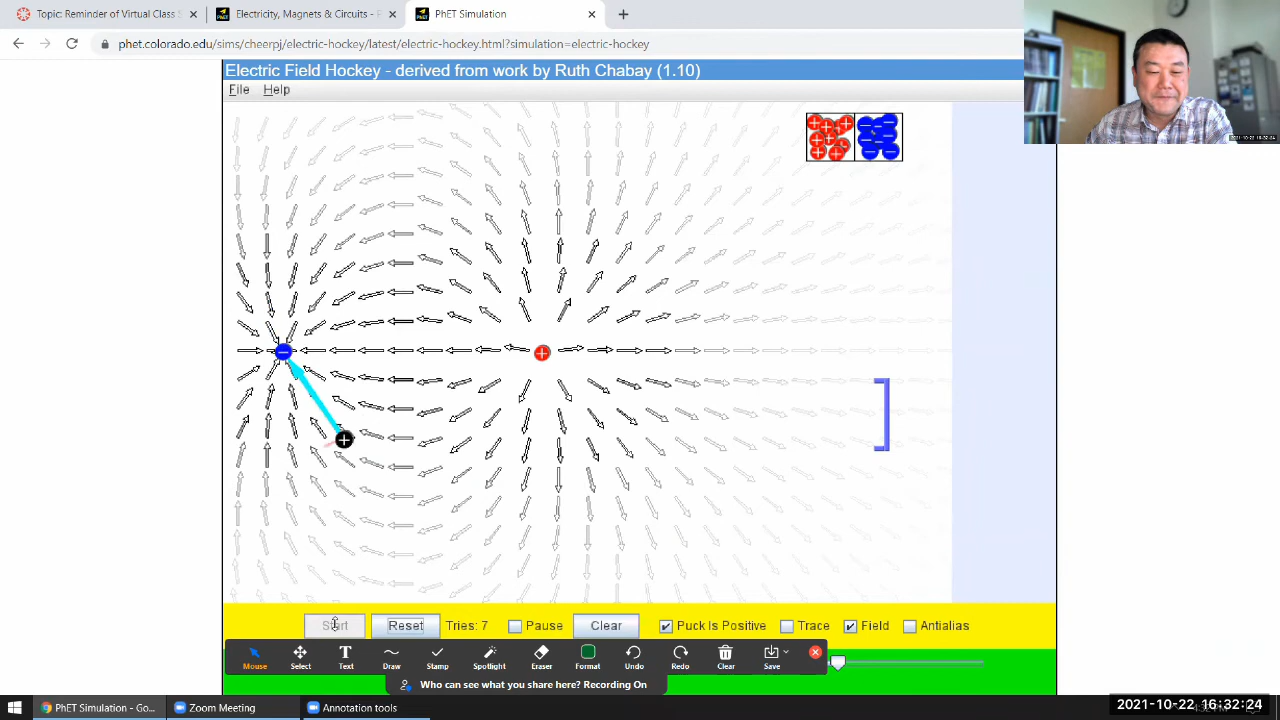 Topic Reminder of Virtual Class
Electricity, Magnets & Circuits - E
PhET Simulation
phet.colorado.edu/sims/cheerpj/electric-hockey/latest/electric-hockey.html?simulation=electric-hockey
Electric Field Hockey - derived from work by Ruth Chabay (1.10)
File Help
Start Reset Tries: 7 Pause Clear Puck Is Positive Trace Field Antialias
Mouse Select Text Draw Stamp Spotlight Eraser Format Undo Redo Clear Save
Who can see what you share here? Recording On
PhET Simulation - Go... Zoom Meeting Annotation tools
2021-10-22 16:32:24